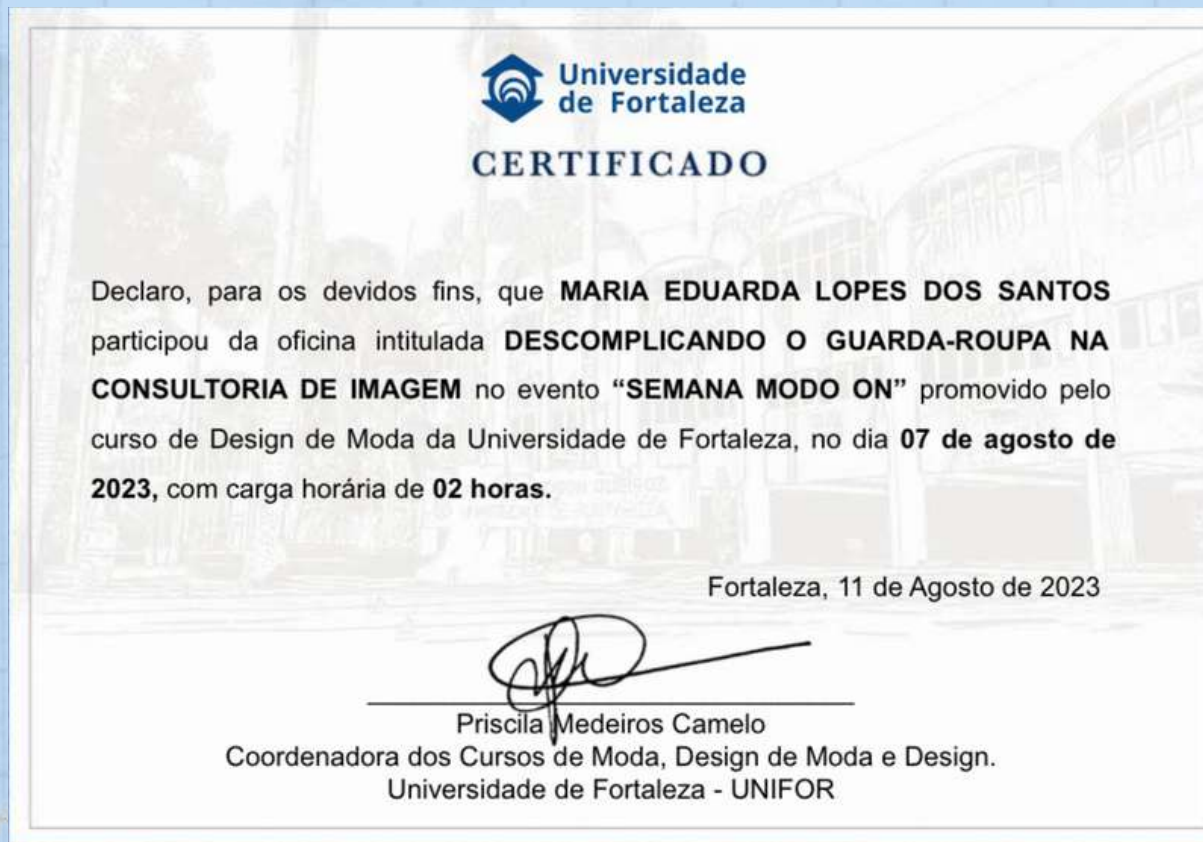 Universidade
de Fortaleza
CERTIFICADO
Declaro, para os devidos fins, que MARIA EDUARDA LOPES DOS SANTOS
participou da oficina intitulada DESCOMPLICANDO O GUARDA-ROUPA NA
CONSULTORIA DE IMAGEM no evento “SEMANA MODO ON” promovido pelo
curso de Design de Moda da Universidade de Fortaleza, no dia 07 de agosto de
2023, com carga horária de 02 horas.
Fortaleza, 11 de Agosto de 2023
Priscila Medeiros Camelo
Coordenadora dos Cursos de Moda, Design de Moda e Design.
Universidade de Fortaleza - UNIFOR